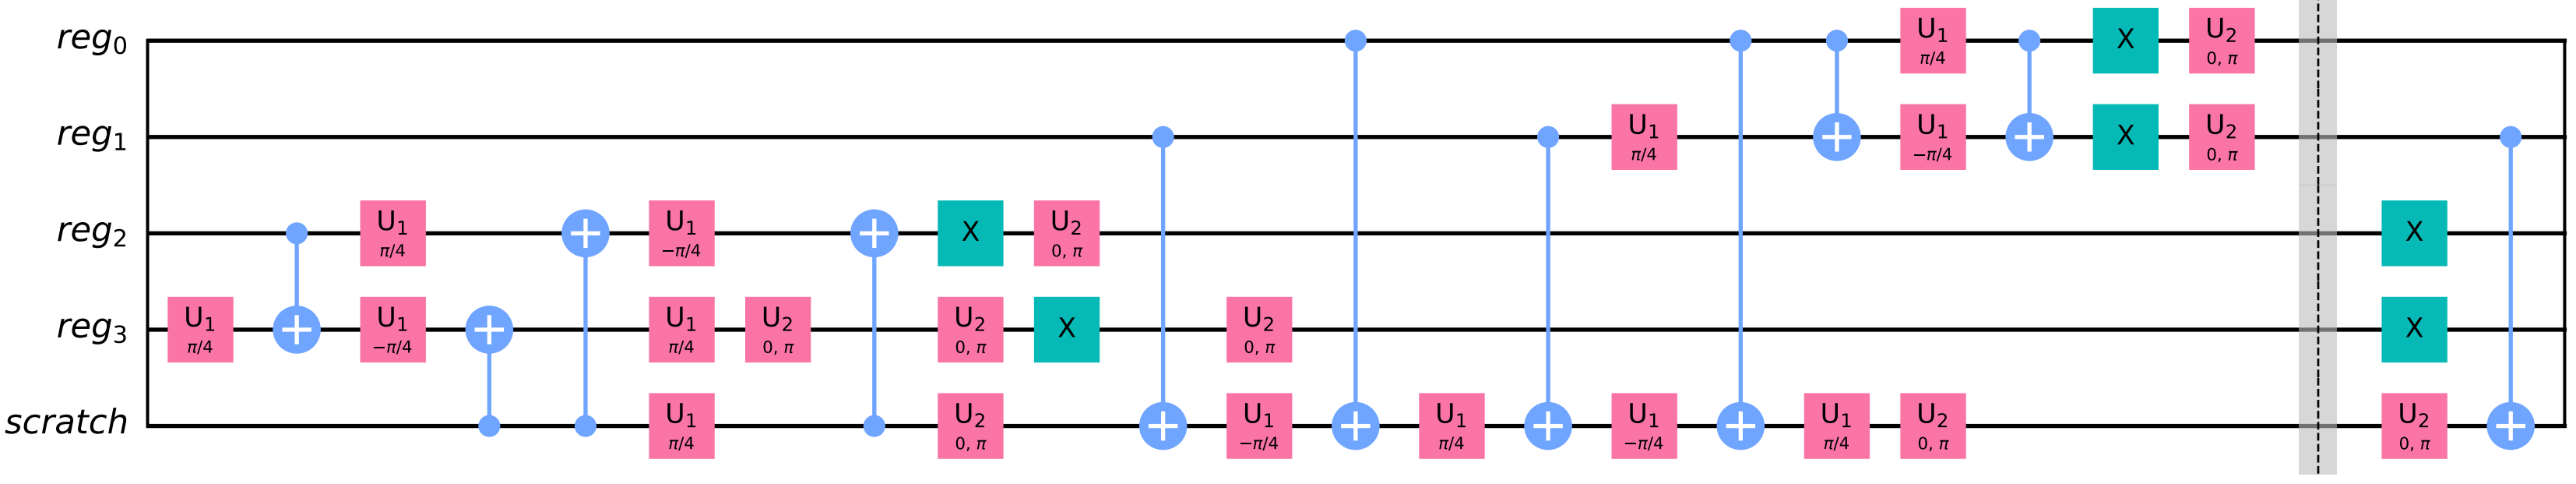 reg0 U1 π/4 X U2 0, π
reg1 U1 π/4 U1 −π/4 X U2 0, π
reg2 U1 π/4 U1 −π/4 X U2 0, π X
reg3 U1 π/4 U1 −π/4 U1 π/4 U2 0, π U2 0, π X U2 0, π X
scratch U1 π/4 U2 0, π U1 −π/4 U1 π/4 U1 −π/4 U1 π/4 U2 0, π U2 0, π